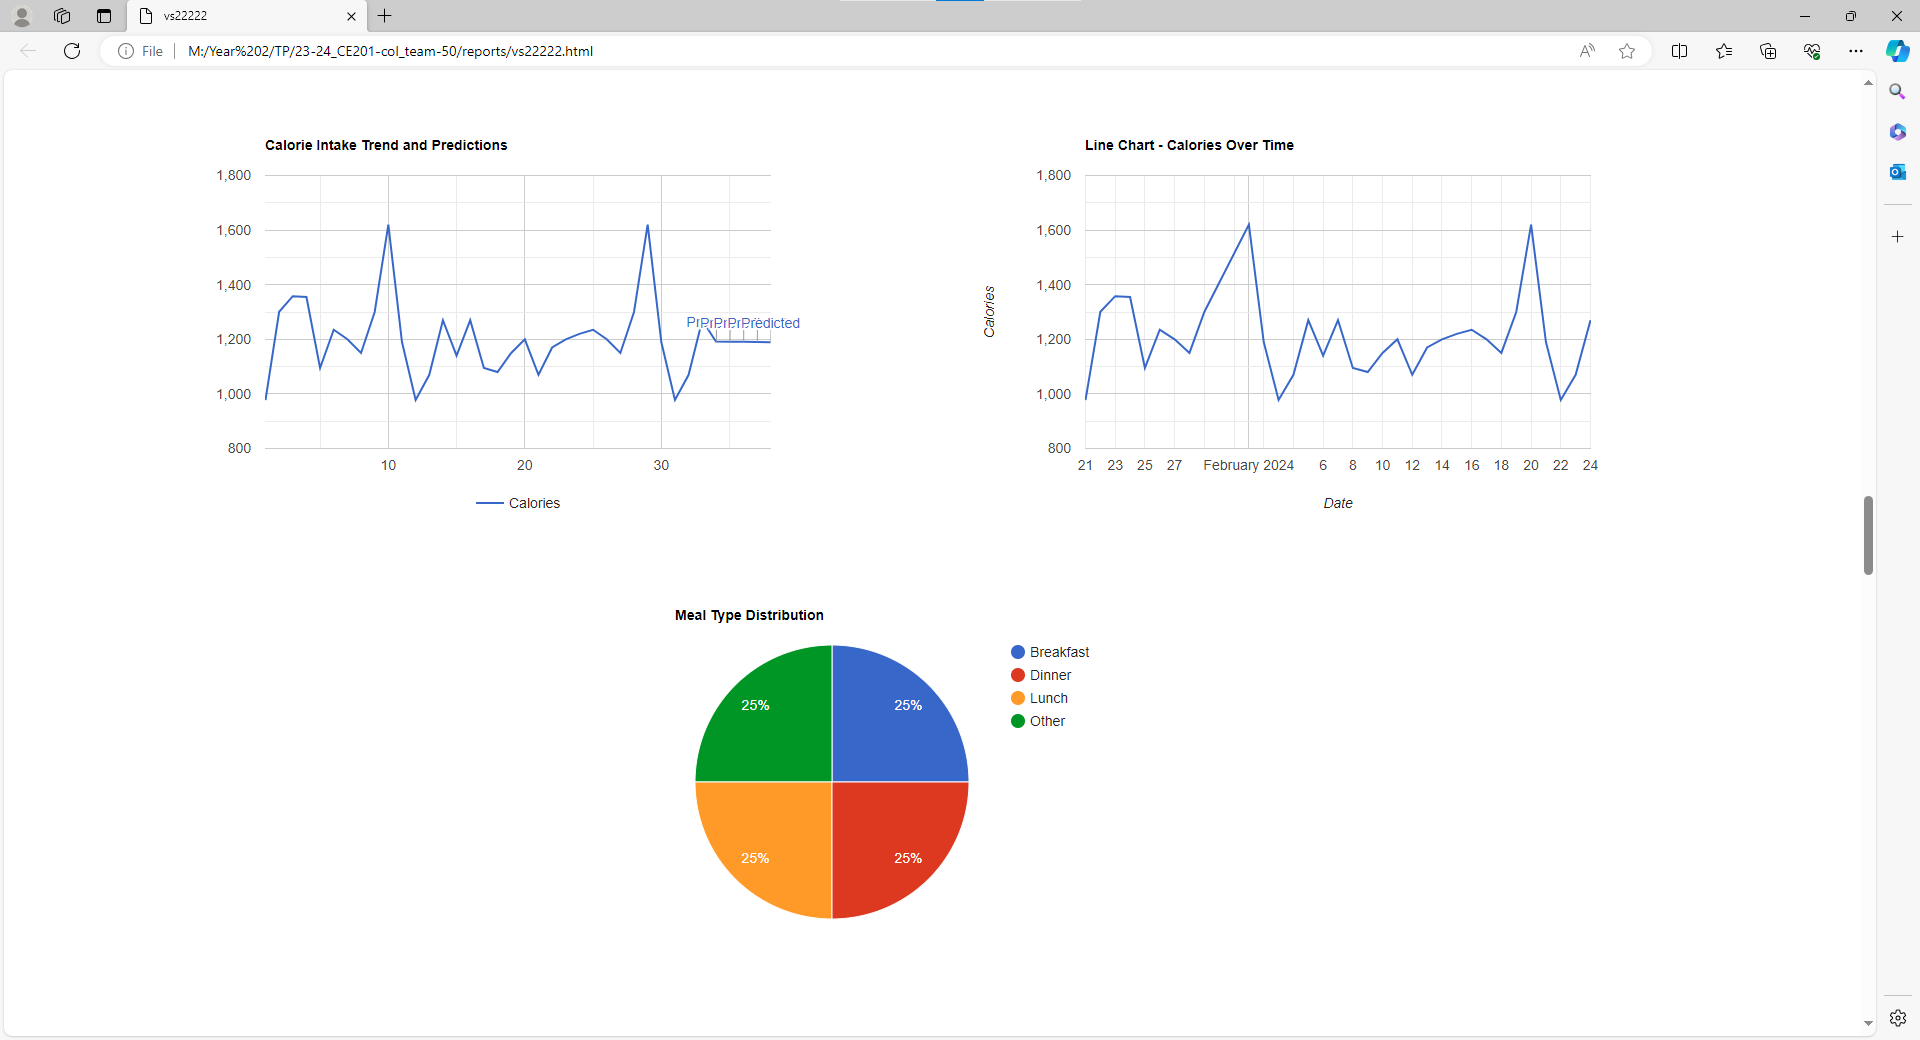 vs22222
File
M:/Year%202/TP/23-24_CE201-col_team-50/reports/vs22222.html
Calorie Intake Trend and Predictions
1,800
1,600
1,400
1,200
1,000
800
Predicted
10 20 30
Calories
Line Chart - Calories Over Time
1,800
1,600
1,400
1,200
1,000
800
Calories
21 23 25 27 February 2024 6 8 10 12 14 16 18 20 22 24
Date
Meal Type Distribution
25% 25%
25% 25%
Breakfast
Dinner
Lunch
Other